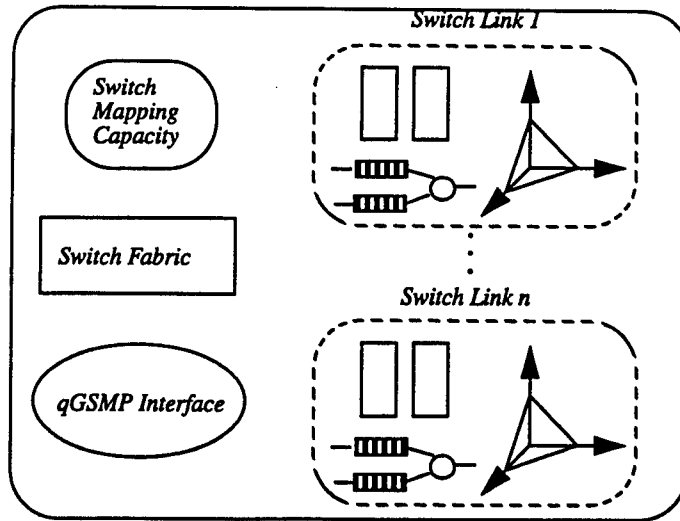 Switch Link 1
Switch
Mapping
Capacity
Switch Fabric
Switch Link n
qGSMP Interface